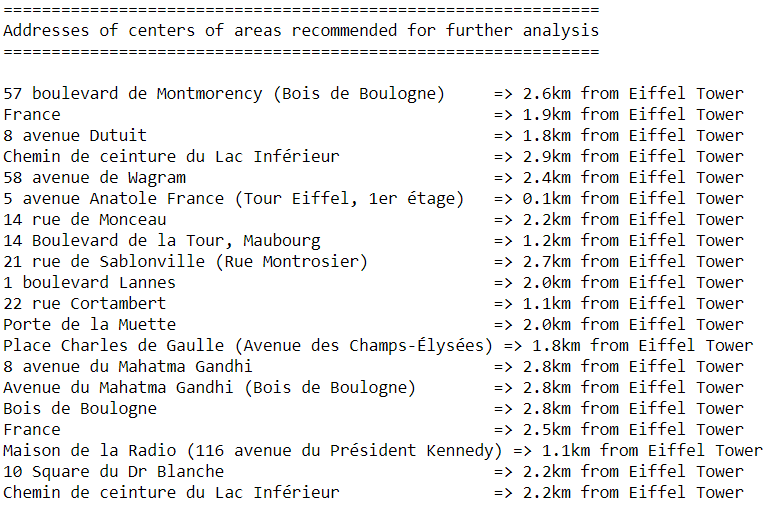 ==============================================================
Addresses of centers of areas recommended for further analysis
==============================================================
57 boulevard de Montmorency (Bois de Boulogne) => 2.6km from Eiffel Tower
France => 1.9km from Eiffel Tower
8 avenue Dutuit => 1.8km from Eiffel Tower
Chemin de ceinture du Lac Inférieur => 2.9km from Eiffel Tower
58 avenue de Wagram => 2.4km from Eiffel Tower
5 avenue Anatole France (Tour Eiffel, 1er étage) => 0.1km from Eiffel Tower
14 rue de Monceau => 2.2km from Eiffel Tower
14 Boulevard de la Tour, Maubourg => 1.2km from Eiffel Tower
21 rue de Sablonville (Rue Montrosier) => 2.7km from Eiffel Tower
1 boulevard Lannes => 2.0km from Eiffel Tower
22 rue Cortambert => 1.1km from Eiffel Tower
Porte de la Muette => 2.0km from Eiffel Tower
Place Charles de Gaulle (Avenue des Champs-Élysées) => 1.8km from Eiffel Tower
8 avenue du Mahatma Gandhi => 2.8km from Eiffel Tower
Avenue du Mahatma Gandhi (Bois de Boulogne) => 2.8km from Eiffel Tower
Bois de Boulogne => 2.8km from Eiffel Tower
France => 2.5km from Eiffel Tower
Maison de la Radio (116 avenue du Président Kennedy) => 1.1km from Eiffel Tower
10 Square du Dr Blanche => 2.2km from Eiffel Tower
Chemin de ceinture du Lac Inférieur => 2.2km from Eiffel Tower